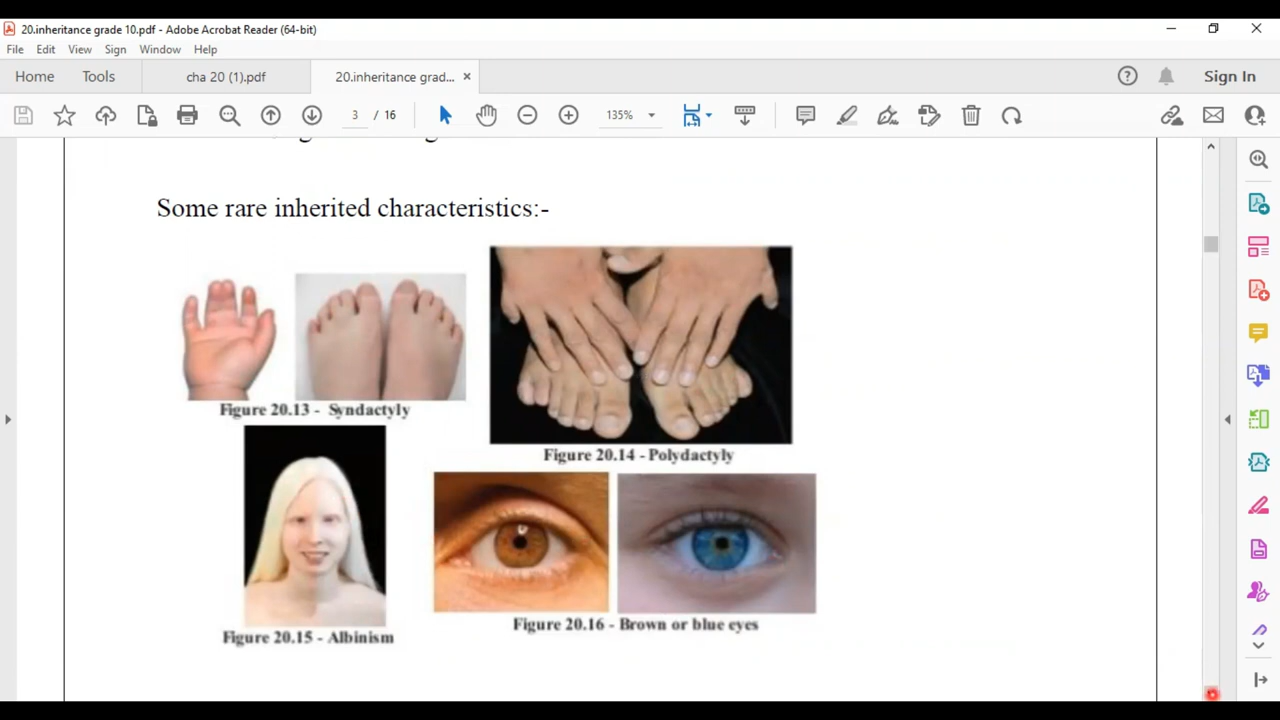 20.inheritance grade 10.pdf - Adobe Acrobat Reader (64-bit)
File Edit View Sign Window Help
Home Tools cha 20 (1).pdf 20.inheritance grad... × Sign In
3 / 16 135%
Some rare inherited characteristics:-
Figure 20.13 - Syndactyly
Figure 20.14 - Polydactyly
Figure 20.15 - Albinism
Figure 20.16 - Brown or blue eyes